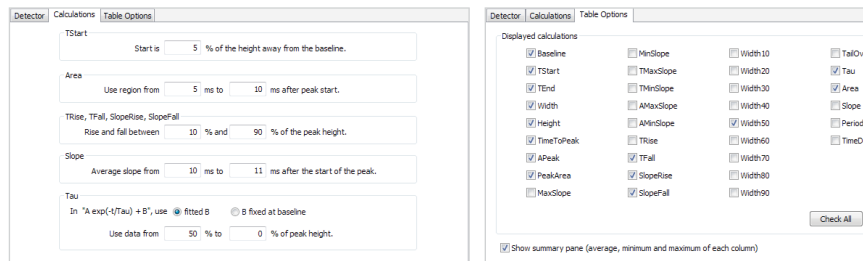 Detector Calculations Table Options
TStart
Start is 5 % of the height away from the baseline.
Area
Use region from 5 ms to 10 ms after peak start.
TRise, TFall, SlopeRise, SlopeFall
Rise and fall between 10 % and 90 % of the peak height.
Slope
Average slope from 10 ms to 11 ms after the start of the peak.
Tau
In "A exp(-t/Tau) + B", use fitted B B fixed at baseline
Use data from 50 % to 0 % of peak height.
Detector Calculations Table Options
Displayed calculations
Baseline MinSlope Width10
TStart TMaxSlope Width20 Tau
TEnd TMinSlope Width30 Area
Width AMaxSlope Width40 Slope
Height AMinSlope Width50 Period
TimeToPeak TRise Width60
APeak TFall Width70
PeakArea SlopeRise Width80
MaxSlope SlopeFall Width90
Check All
Show summary pane (average, minimum and maximum of each column)